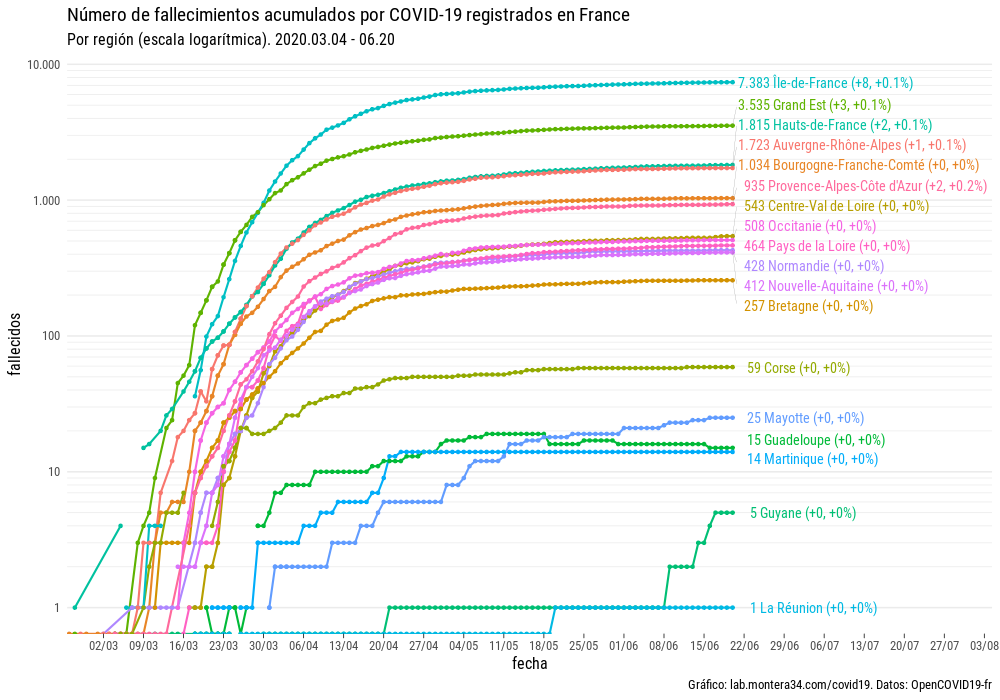 Número de fallecimientos acumulados por COVID-19 registrados en France
Por región (escala logarítmica). 2020.03.04 - 06.20
fallecidos
10.000
1.000
100
10
1
7.383 Île-de-France (+8, +0.1%)
3.535 Grand Est (+3, +0.1%)
1.815 Hauts-de-France (+2, +0.1%)
1.723 Auvergne-Rhône-Alpes (+1, +0.1%)
1.034 Bourgogne-Franche-Comté (+0, +0%)
935 Provence-Alpes-Côte d'Azur (+2, +0.2%)
543 Centre-Val de Loire (+0, +0%)
508 Occitanie (+0, +0%)
464 Pays de la Loire (+0, +0%)
428 Normandie (+0, +0%)
412 Nouvelle-Aquitaine (+0, +0%)
257 Bretagne (+0, +0%)
59 Corse (+0, +0%)
25 Mayotte (+0, +0%)
15 Guadeloupe (+0, +0%)
14 Martinique (+0, +0%)
5 Guyane (+0, +0%)
1 La Réunion (+0, +0%)
02/03 09/03 16/03 23/03 30/03 06/04 13/04 20/04 27/04 04/05 11/05 18/05 25/05 01/06 08/06 15/06 22/06 29/06 06/07 13/07 20/07 27/07 03/08
fecha
Gráfico: lab.montera34.com/covid19. Datos: OpenCOVID19-fr